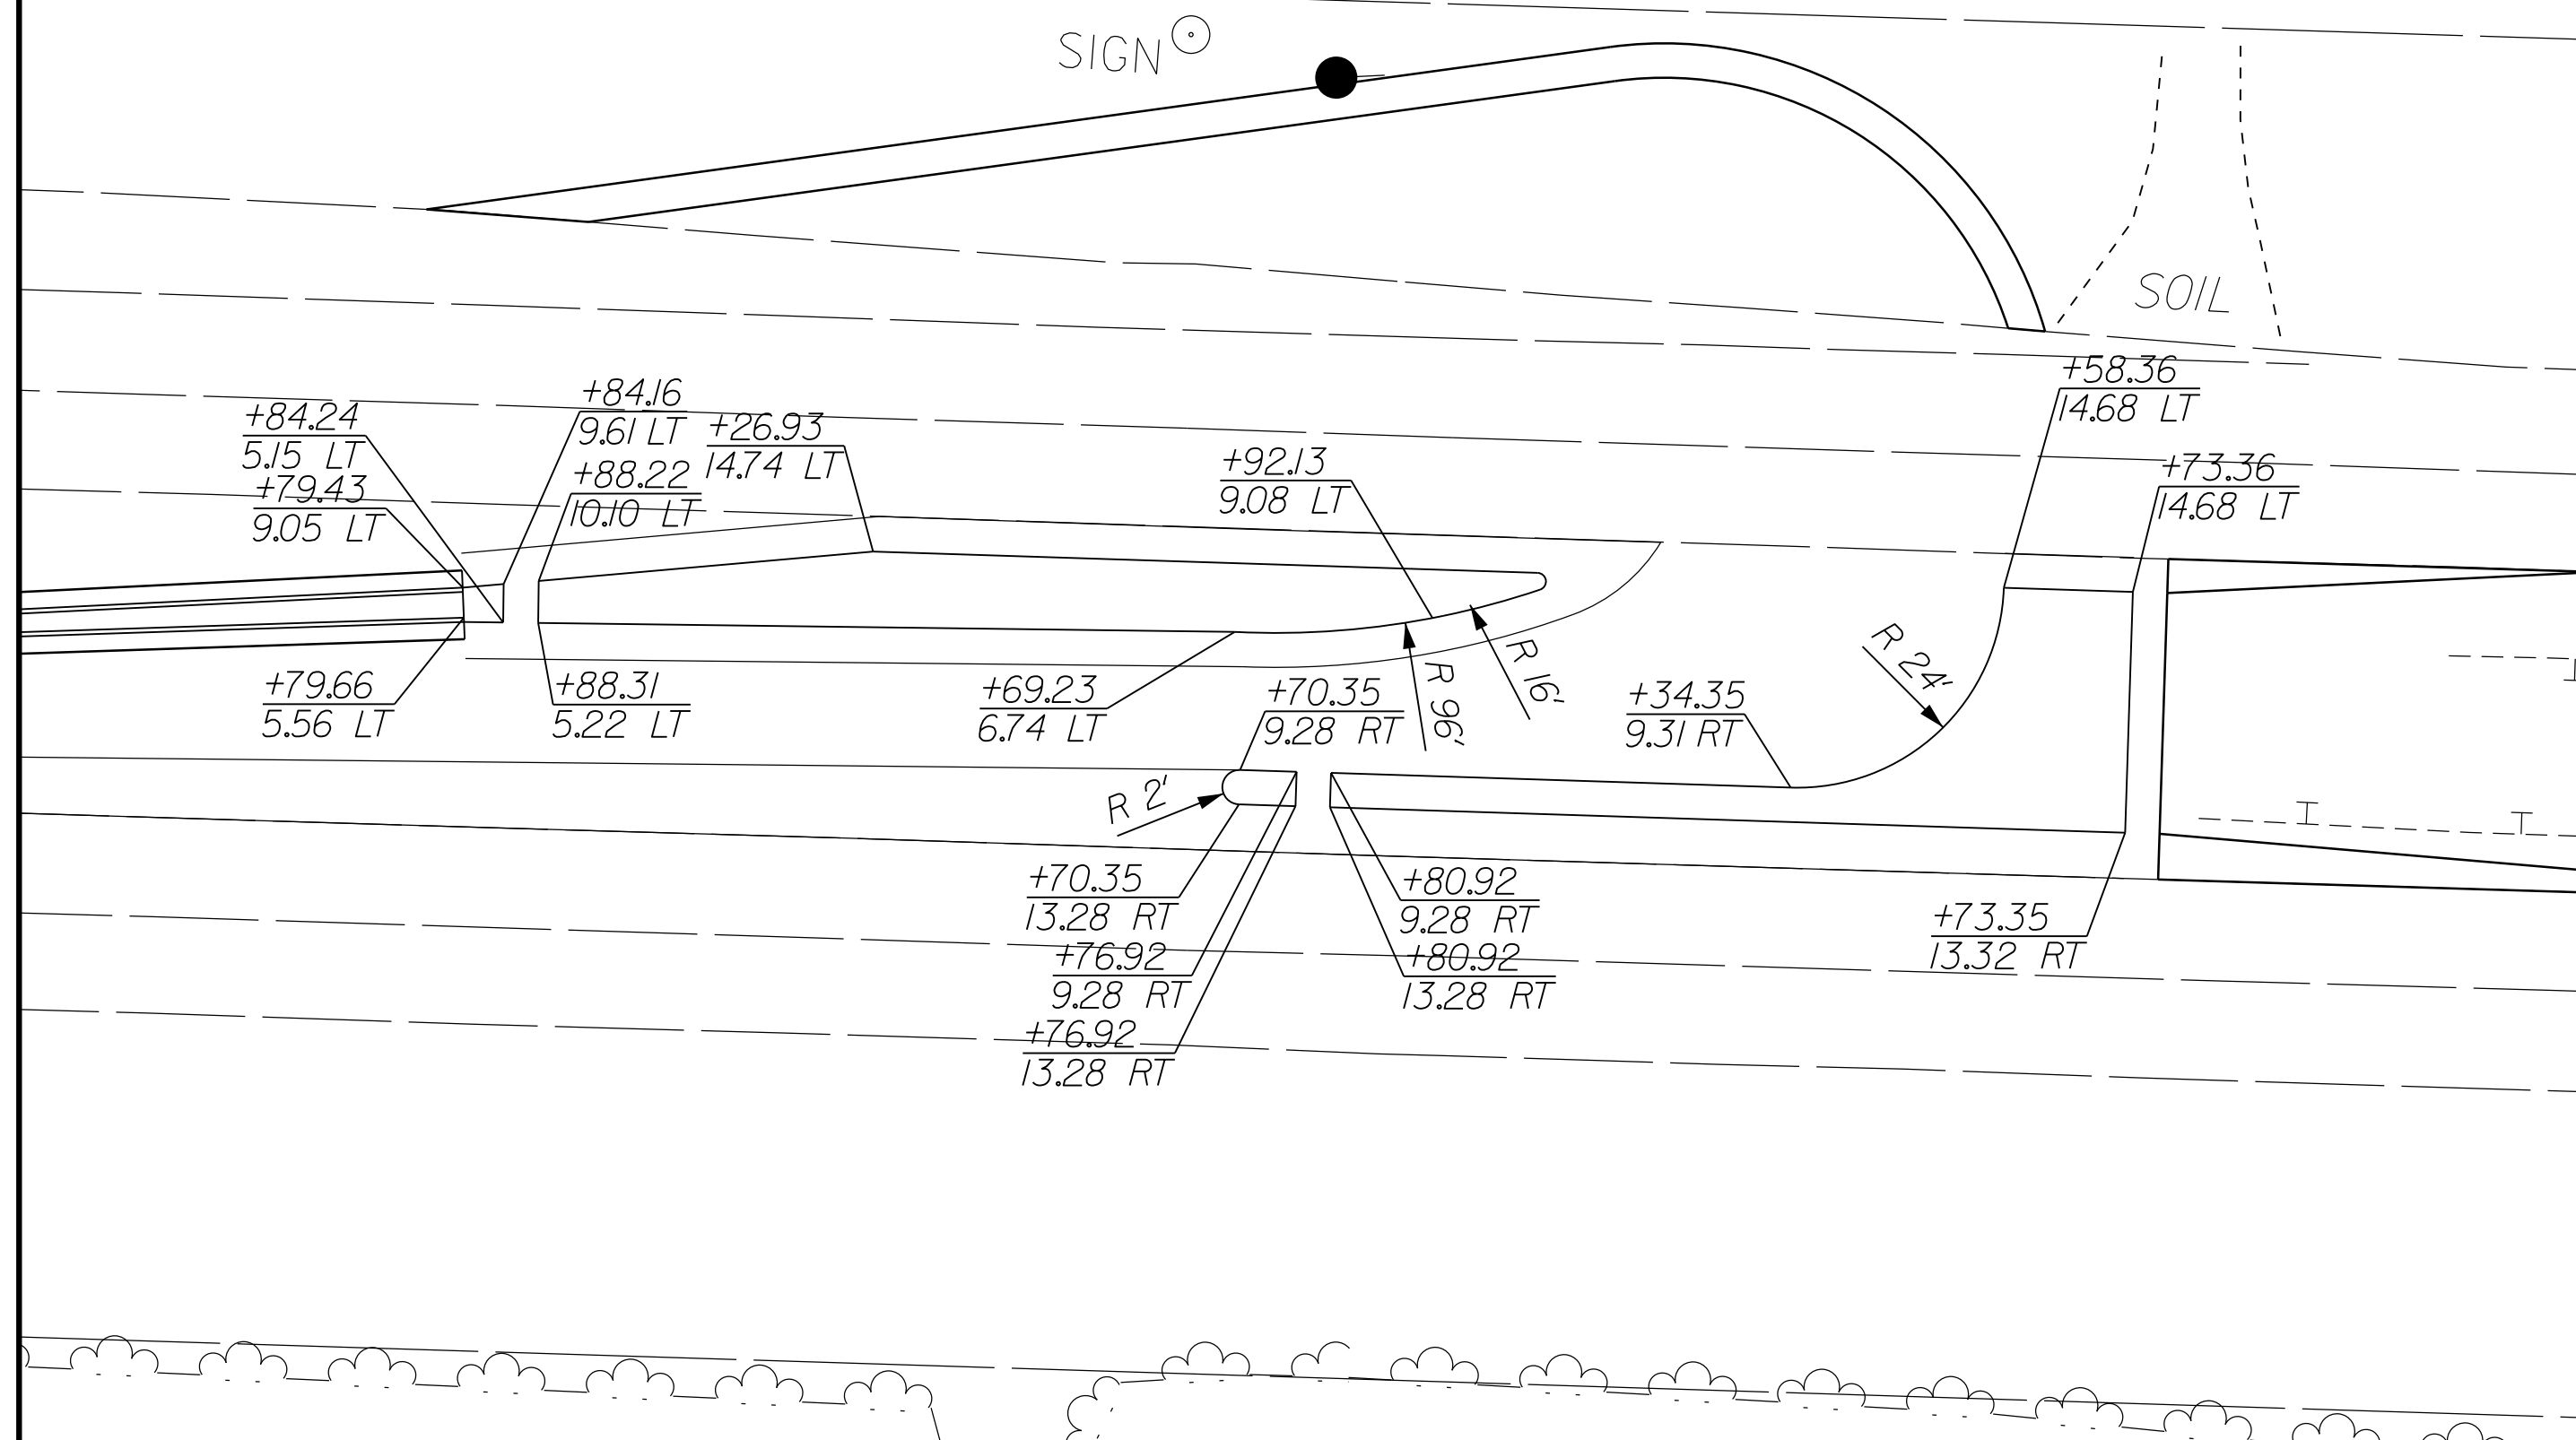 SIGN
SOIL
+58.36
14.68 LT
+84.16
9.61 LT
+84.24
5.15 LT
+26.93
14.74 LT
+92.13
9.08 LT
+73.36
14.68 LT
+88.22
10.10 LT
+79.43
9.05 LT
R 16'
R 24'
+79.66
5.56 LT
+88.31
5.22 LT
+69.23
6.74 LT
+70.35
9.28 RT
R 96'
+34.35
9.31 RT
R 2'
+70.35
13.28 RT
+80.92
9.28 RT
+73.35
13.32 RT
+76.92
9.28 RT
+80.92
13.28 RT
+76.92
13.28 RT